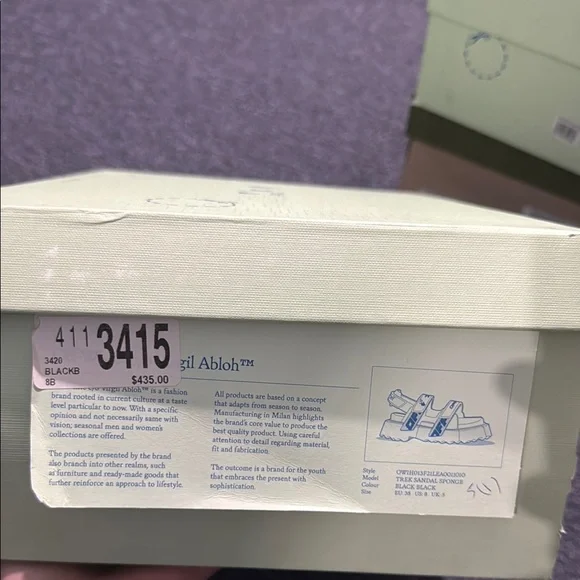 411 3415
3420
BLACKB
8B
$435.00
gil Abloh™
Virgil Abloh™ is a fashion
brand rooted in current culture at a taste
level particular to now. With a specific
opinion and not necessarily same with
vision; seasonal men and women's
collections are offered.
The products presented by the brand
also branch into other realms, such
as furniture and ready-made goods that
further reinforce an approach to lifestyle.
All products are based on a concept
that adapts from season to season.
Manufacturing in Milan highlights
the brand's core value to produce the
best quality product. Using careful
attention to detail regarding material,
fit and fabrication.
The outcome is a brand for the youth
that embraces the present with
sophistication.
Style
Model TREK SANDAL SPONGE
Colour BLACK BLACK
Size EU 38 US 8 UK 5